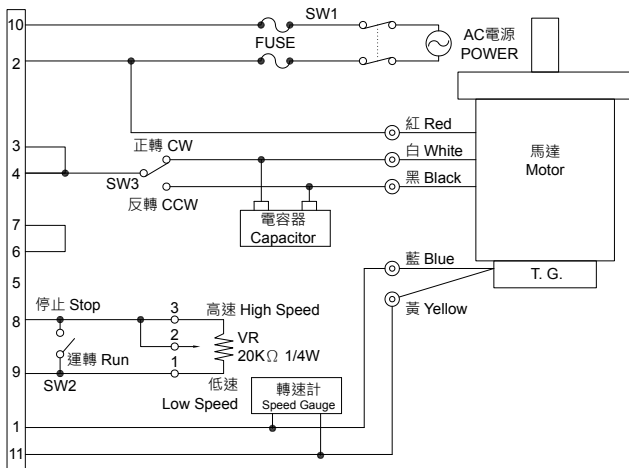 10
SW1
FUSE
AC電源
POWER
2
紅 Red
3
正轉 CW
白 White
馬達
Motor
4
SW3
黑 Black
反轉 CCW
電容器
Capacitor
7
6
藍 Blue
T. G.
5
黃 Yellow
停止 Stop
3
高速 High Speed
8
2
VR
20KΩ 1/4W
運轉 Run
1
9
SW2
低速
Low Speed
轉速計
Speed Gauge
1
11